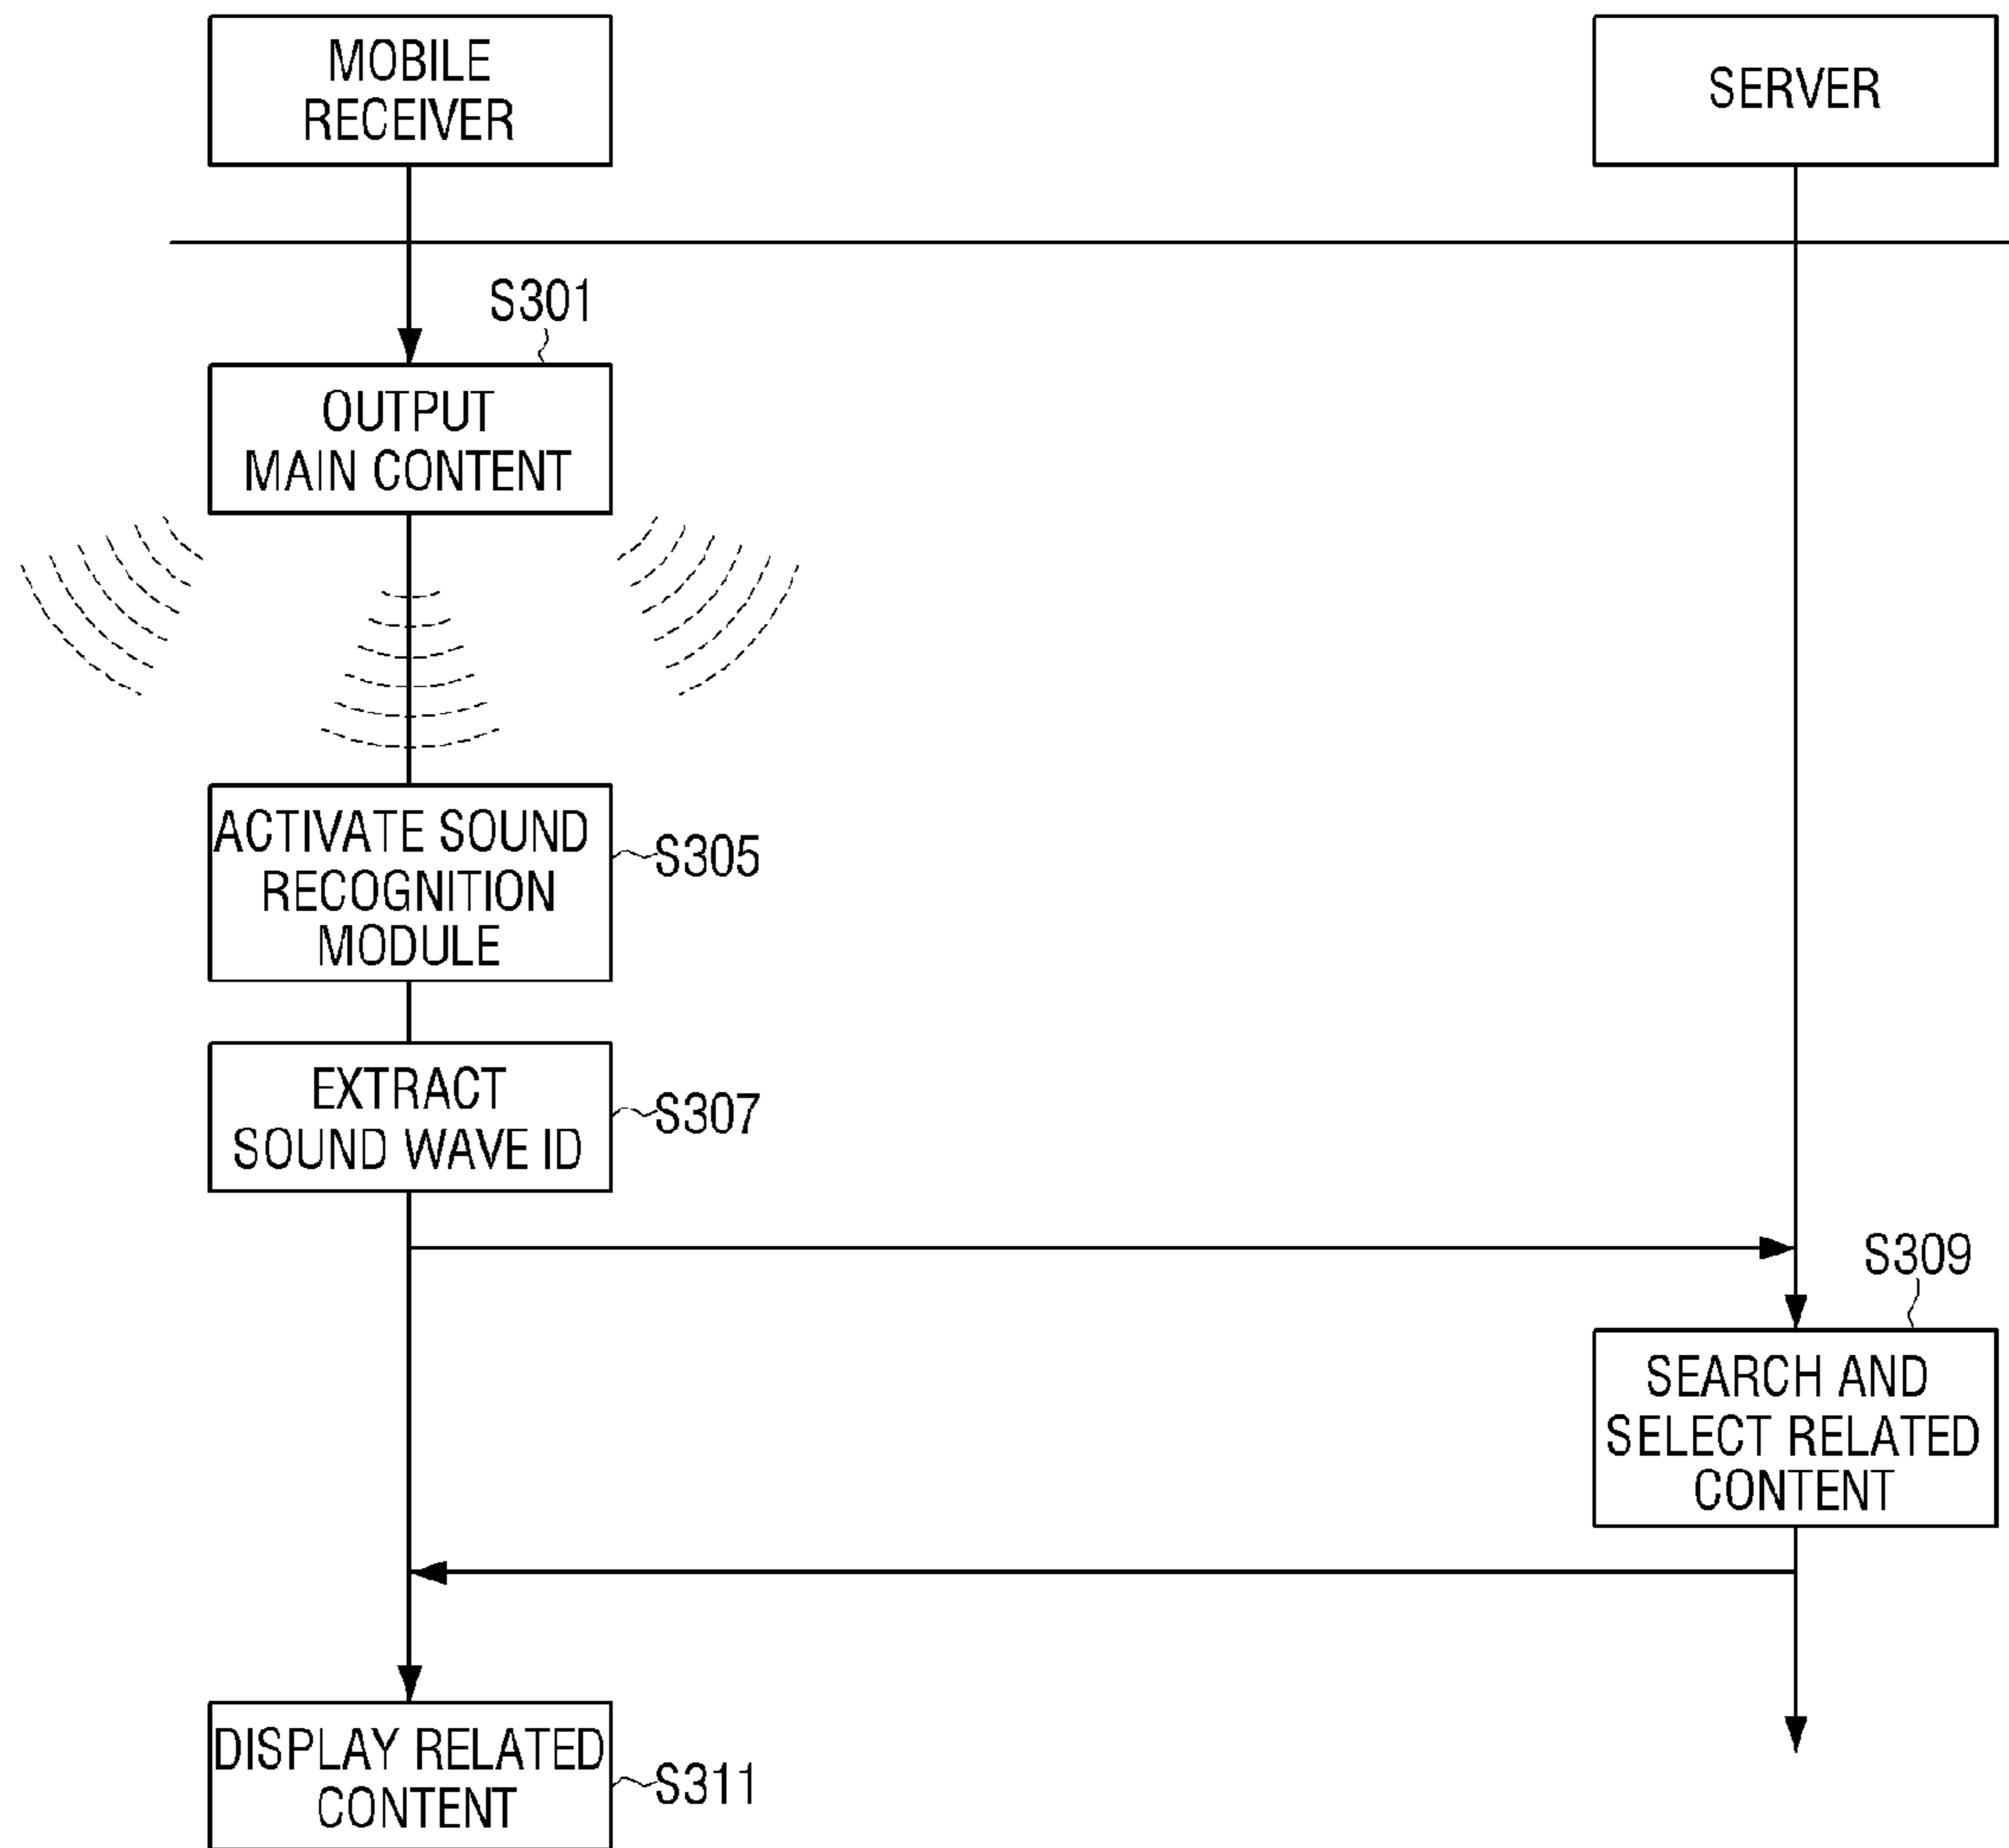 MOBILE
RECEIVER
SERVER
S301
OUTPUT
MAIN CONTENT
ACTIVATE SOUND
RECOGNITION
MODULE
S305
EXTRACT
SOUND WAVE ID
S307
S309
SEARCH AND
SELECT RELATED
CONTENT
DISPLAY RELATED
CONTENT
S311